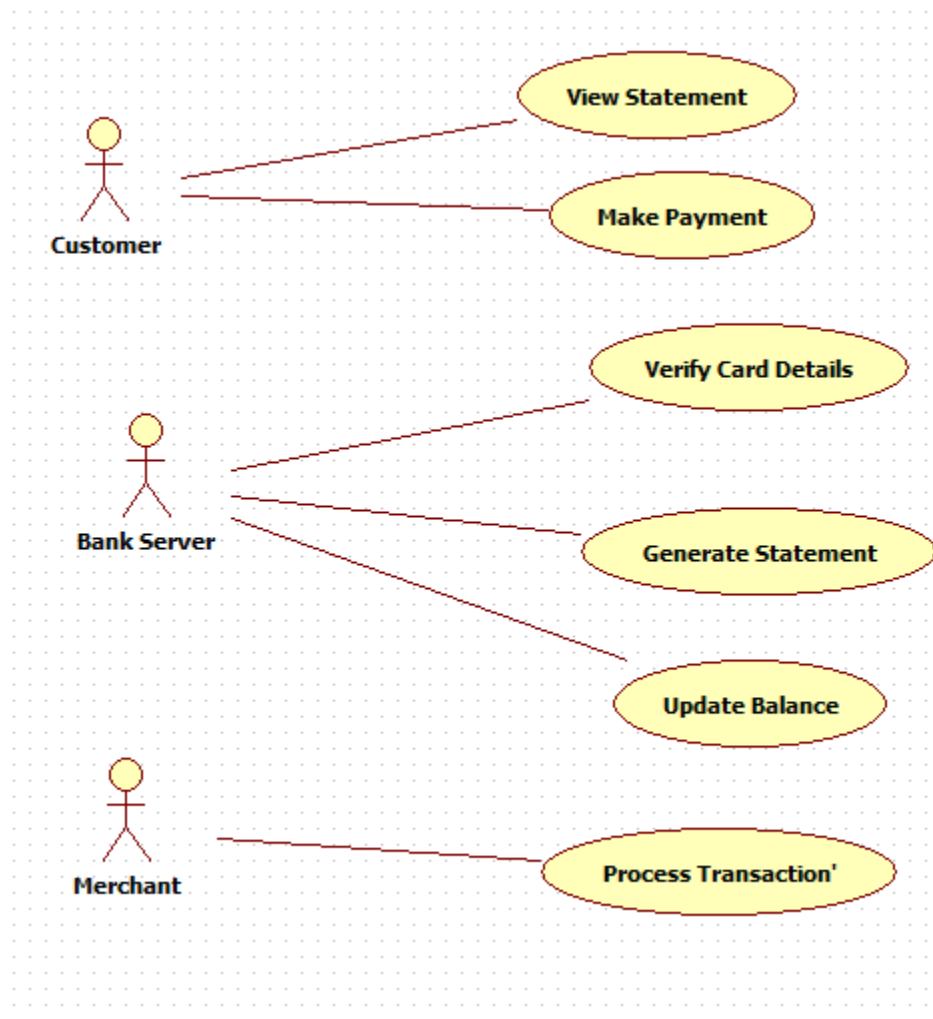 View Statement
Make Payment
Customer
Verify Card Details
Bank Server
Generate Statement
Update Balance
Merchant
Process Transaction'